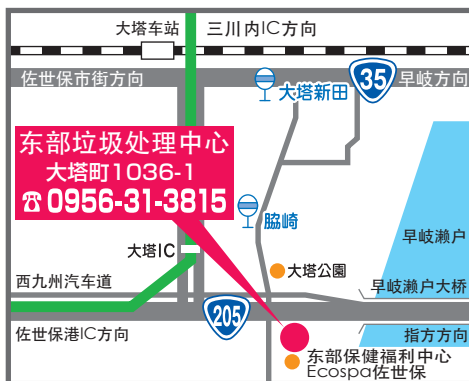 大塔车站
三川内IC方向
佐世保市街方向
大塔新田
35
早岐方向
东部垃圾处理中心
大塔町1036-1
☎0956-31-3815
脇崎
早岐濑户
大塔IC
大塔公園
西九州汽车道
早岐濑户大桥
205
佐世保港IC方向
指方方向
东部保健福利中心
Ecospa佐世保